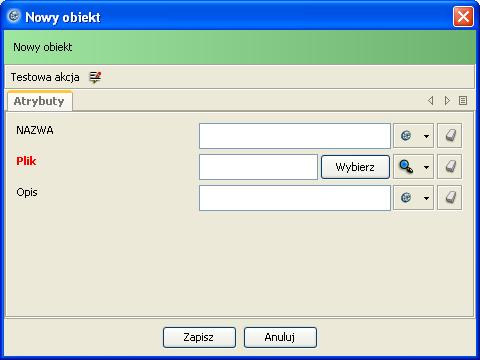 Nowy obiekt
Nowy obiekt
Testowa akcja
Atrybuty
NAZWA
Plik Wybierz
Opis
Zapisz Anuluj